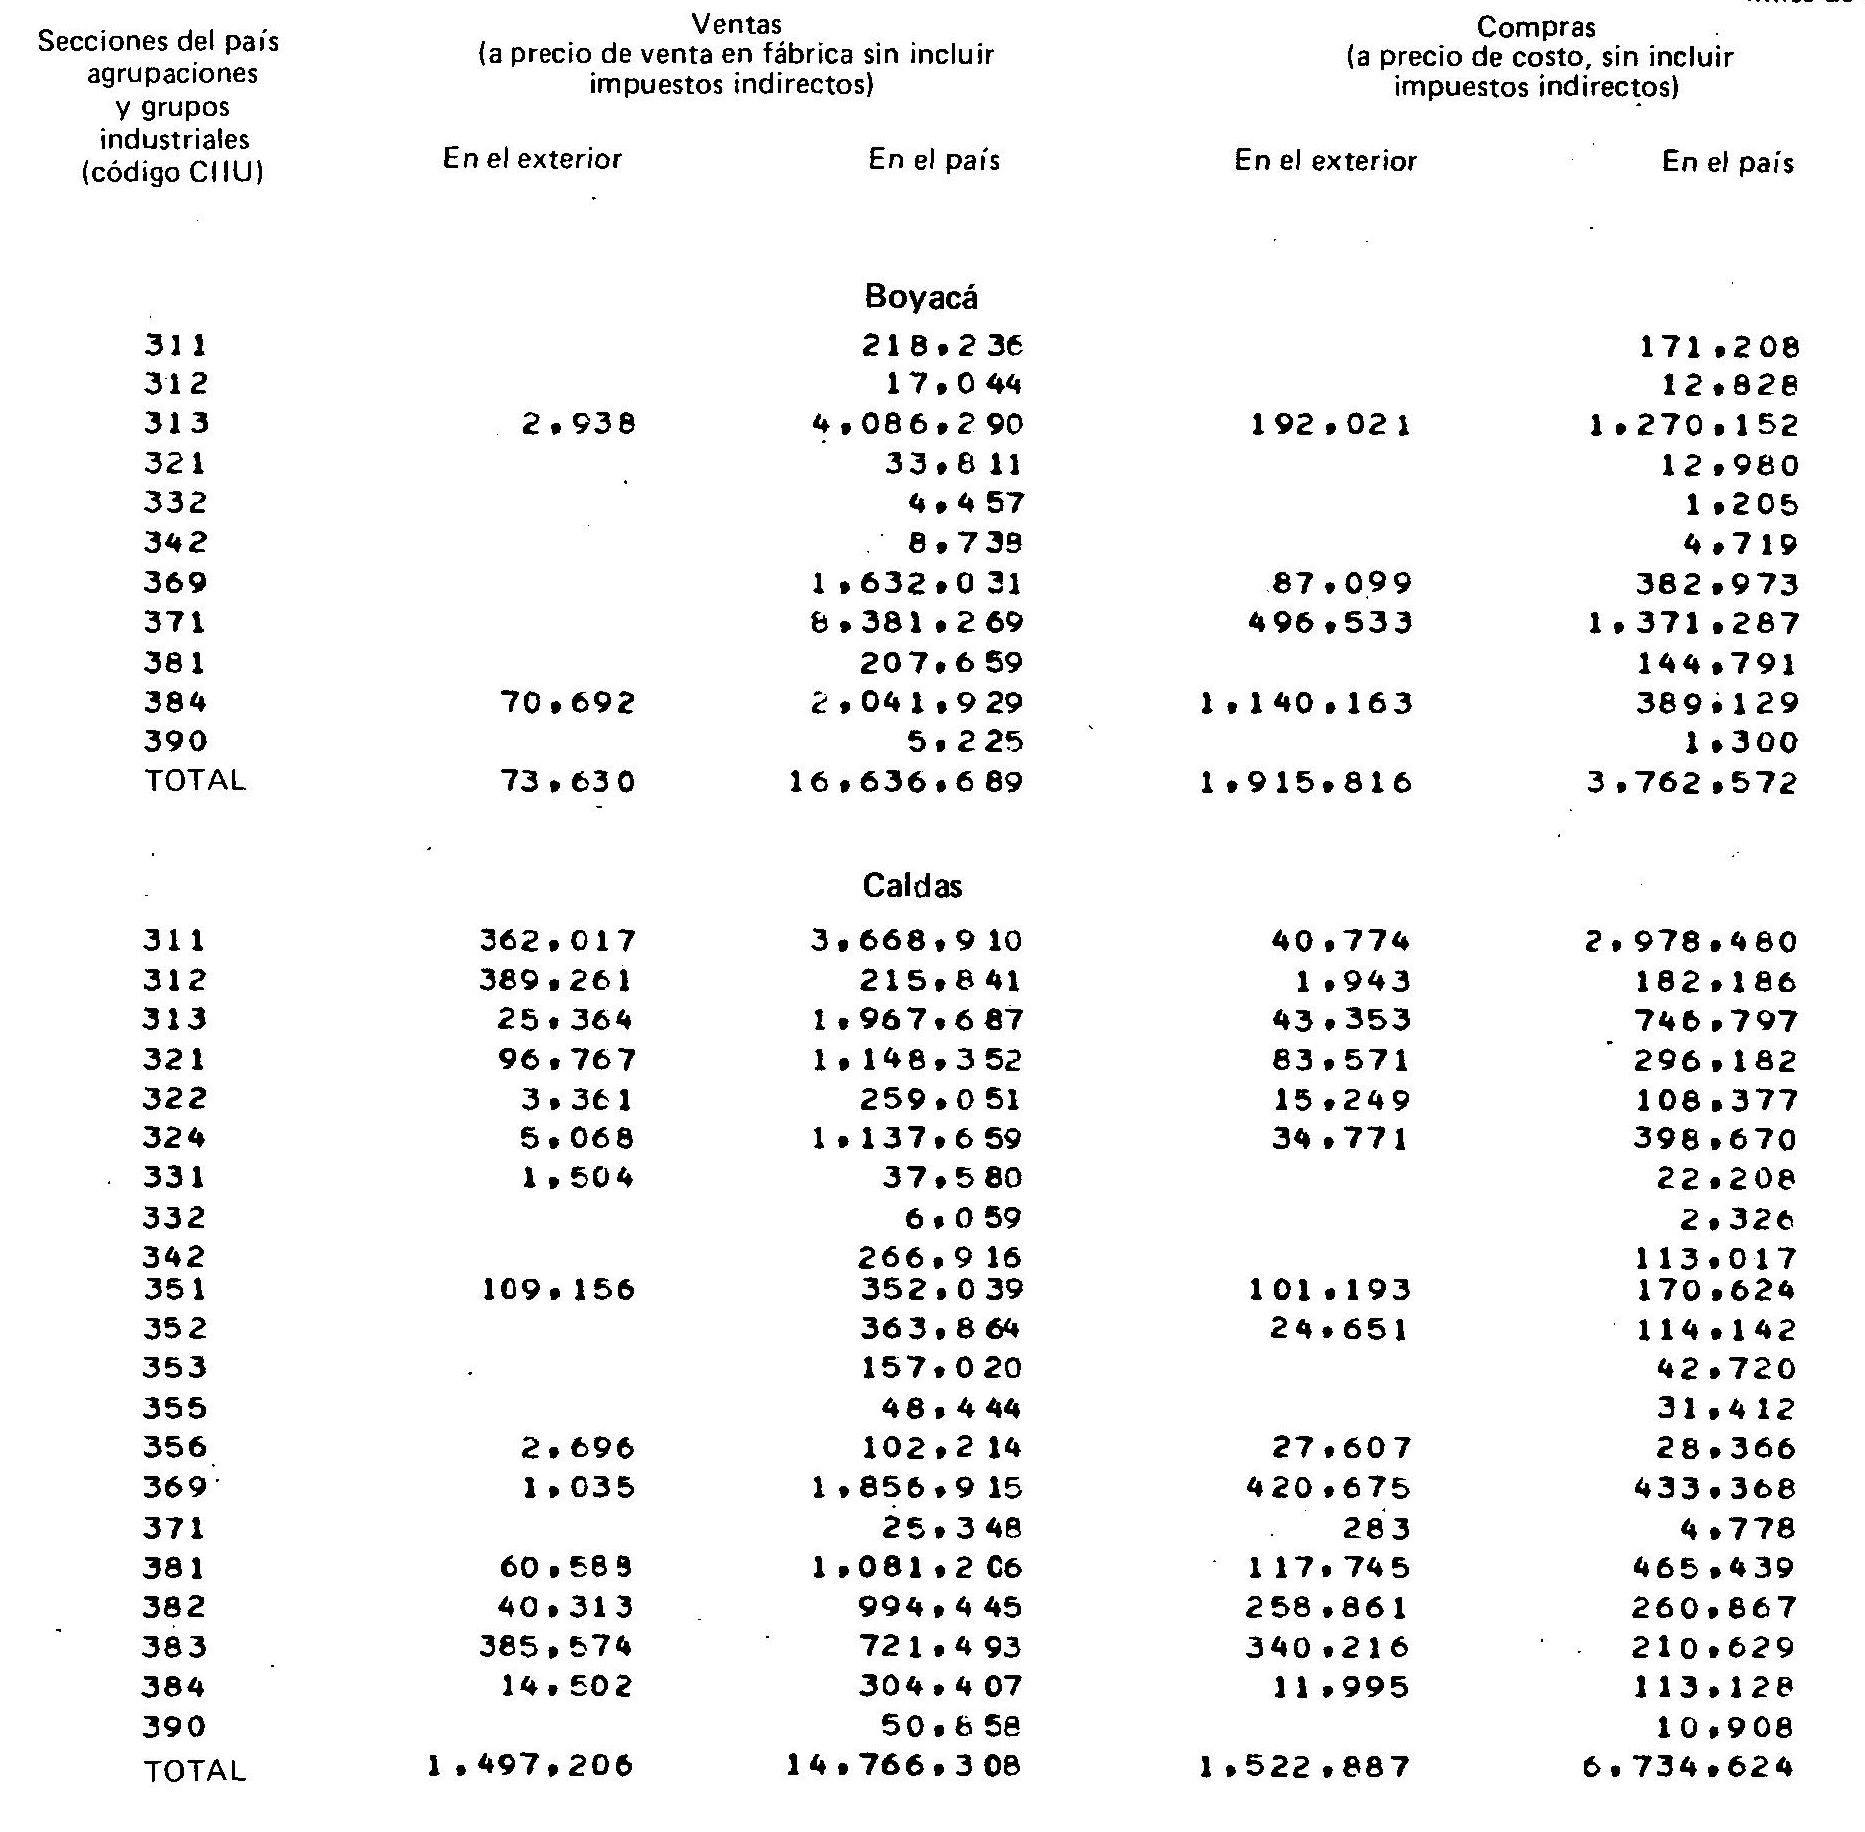 Secciones del país
agrupaciones
y grupos
industriales
(código CIIU)
Ventas
(a precio de venta en fábrica sin incluir
impuestos indirectos)
Compras
(a precio de costo, sin incluir
impuestos indirectos)
En el exterior En el país En el exterior En el país
Boyacá
311 218,236 171,208
312 17,044 12,828
313 2,938 4,086,290 192,021 1,270,152
321 33,811 12,980
332 4,457 1,205
342 8,738 4,719
369 1,632,031 87,099 382,973
371 8,381,269 496,533 1,371,287
381 207,659 144,791
384 70,692 2,041,929 1,140,163 389,129
390 5,225 1,300
TOTAL 73,630 16,636,689 1,915,816 3,762,572
Caldas
311 362,017 3,668,910 40,774 2,978,480
312 389,261 215,841 1,943 182,186
313 25,364 1,967,687 43,353 746,797
321 96,767 1,148,352 83,571 296,182
322 3,361 259,051 15,249 108,377
324 5,068 1,137,659 34,771 398,670
331 1,504 37,580 22,208
332 6,059 2,326
342 266,916 113,017
351 109,156 352,039 101,193 170,624
352 363,864 24,651 114,142
353 157,020 42,720
355 48,444 31,412
356 2,696 102,214 27,607 28,366
369 1,035 1,856,915 420,675 433,368
371 25,348 283 4,778
381 60,588 1,081,206 117,745 465,439
382 40,313 994,445 258,861 260,867
383 385,574 721,493 340,216 210,629
384 14,502 304,407 11,995 113,128
390 50,858 10,908
TOTAL 1,497,206 14,766,308 1,522,887 6,734,624